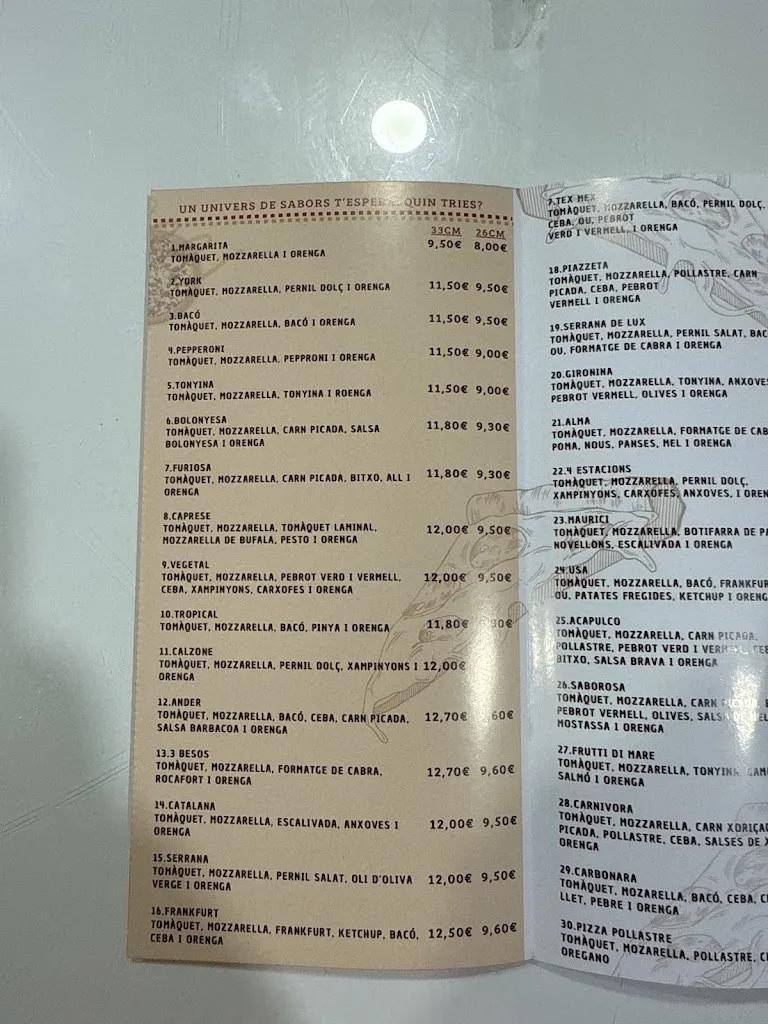 UN UNIVERS DE SABORS T'ESPERA, QUIN TRIES?
33CM 26CM
1.MARGARITA 9,50€ 8,00€
TOMÀQUET, MOZZARELLA I ORENGA
2.YORK
TOMÀQUET, MOZZARELLA, PERNIL DOLÇ I ORENGA 11,50€ 9,50€
3.BACÓ
TOMÀQUET, MOZZARELLA, BACÓ I ORENGA 11,50€ 9,50€
4.PEPPERONI
TOMÀQUET, MOZZARELLA, PEPPRONI I ORENGA 11,50€ 9,00€
5.TONYINA
TOMÀQUET, MOZZARELLA, TONYINA I ROENGA 11,50€ 9,00€
6.BOLONYESA
TOMÀQUET, MOZZARELLA, CARN PICADA, SALSA 11,80€ 9,30€
BOLONYESA I ORENGA
7.FURIOSA
TOMÀQUET, MOZZARELLA, CARN PICADA, BITXO, ALL I 11,80€ 9,30€
ORENGA
8.CAPRESE
TOMÀQUET, MOZZARELLA, TOMÀQUET LAMINAL, 12,00€ 9,50€
MOZZARELLA DE BUFALA, PESTO I ORENGA
9.VEGETAL
TOMÀQUET, MOZZARELLA, PEBROT VERD I VERMELL, 12,00€ 9,50€
CEBA, XAMPINYONS, CARXOFES I ORENGA
10.TROPICAL
TOMÀQUET, MOZZARELLA, BACÓ, PINYA I ORENGA 11,80€
11.CALZONE
TOMÀQUET, MOZZARELLA, PERNIL DOLÇ, XAMPINYONS I 12,00€
ORENGA
12.ANDER
TOMÀQUET, MOZZARELLA, BACÓ, CEBA, CARN PICADA, 12,70€
SALSA BARBACOA I ORENGA
13.3 BESOS
TOMÀQUET, MOZZARELLA, FORMATGE DE CABRA, 12,70€ 9,60€
ROCAFORT I ORENGA
14.CATALANA
TOMÀQUET, MOZZARELLA, ESCALIVADA, ANXOVES I 12,00€ 9,50€
ORENGA
15.SERRANA
TOMÀQUET, MOZZARELLA, PERNIL SALAT, OLI D'OLIVA 12,00€ 9,50€
VERGE I ORENGA
16.FRANKFURT
TOMÀQUET, MOZZARELLA, FRANKFURT, KETCHUP, BACÓ, 12,50€ 9,60€
CEBA I ORENGA
7.TEX MEX
TOMÀQUET, MOZZARELLA, BACÓ, PERNIL DOLÇ,
CEBA, OU, PEBROT
VERD I VERMELL, I ORENGA
18.PIAZZETA
TOMÀQUET, MOZZARELLA, POLLASTRE, CARN
PICADA, CEBA, PEBROT
VERMELL I ORENGA
19.SERRANA DE LUX
TOMÀQUET, MOZZARELLA, PERNIL SALAT,
OU, FORMATGE DE CABRA I ORENGA
20.GIRONINA
TOMÀQUET, MOZZARELLA, TONYINA, ANXOVES
PEBROT VERMELL, OLIVES I ORENGA
21.ALMA
TOMÀQUET, MOZZARELLA, FORMATGE DE
POMA, NOUS, PANSES, MEL I ORENGA
22.4 ESTACIONS
TOMÀQUET, MOZZARELLA, PERNIL DOLÇ,
XAMPINYONS, CARXOFES, ANXOVES, I
23.MAURICI
TOMÀQUET, MOZZARELLA, BOTIFARRA DE
NOVELLONS, ESCALIVADA I ORENGA
24.USA
TOMÀQUET, MOZZARELLA, BACÓ,
OU, PATATES FREGIDES, KETCHUP I
25.ACAPULCO
TOMÀQUET, MOZZARELLA, CARN PICADA,
POLLASTRE, PEBROT VERD I
BITXO, SALSA BRAVA I ORENGA
26.SABOROSA
TOMÀQUET, MOZZARELLA, CARN
PEBROT VERMELL, OLIVES,
MOSTASSA I ORENGA
27.FRUTTI DI MARE
TOMÀQUET, MOZZARELLA, TONYINA,
SALMÓ I ORENGA
28.CARNIVORA
TOMÀQUET, MOZZARELLA, CARN
PICADA, POLLASTRE, CEBA, SALSES DE
ORENGA
29.CARBONARA
TOMÀQUET, MOZARELLA, BACÓ, CEBA,
LLET, PEBRE I ORENGA
30.PIZZA POLLASTRE
TOMÀQUET, MOZARELLA, POLLASTRE,
OREGANO